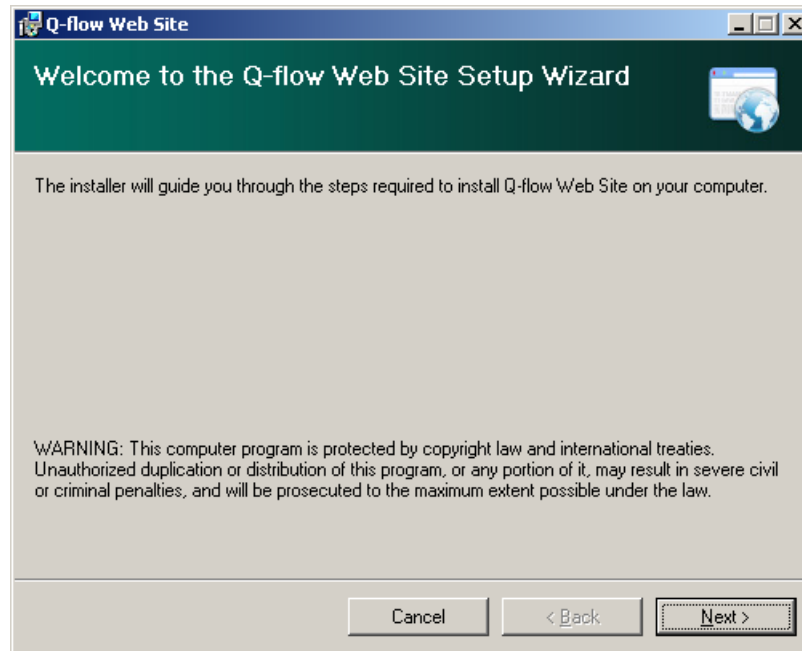 Q-flow Web Site
Welcome to the Q-flow Web Site Setup Wizard
The installer will guide you through the steps required to install Q-flow Web Site on your computer.
WARNING: This computer program is protected by copyright law and international treaties.
Unauthorized duplication or distribution of this program, or any portion of it, may result in severe civil
or criminal penalties, and will be prosecuted to the maximum extent possible under the law.
Cancel
< Back
Next >